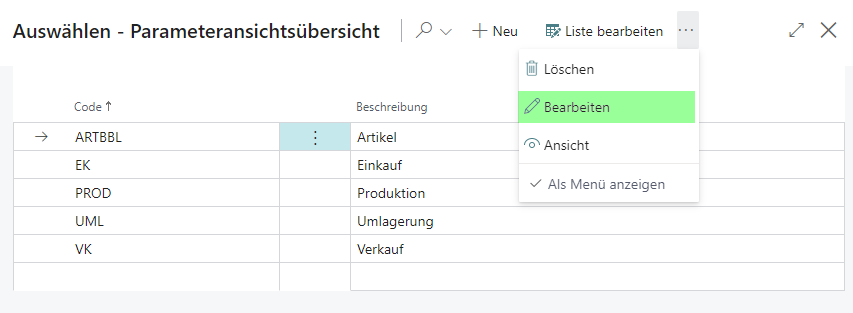 Auswählen - Parameteransichtsübersicht
Neu
Liste bearbeiten
Löschen
Bearbeiten
Ansicht
Als Menü anzeigen
Code ↑ Beschreibung
ARTBBL Artikel
EK Einkauf
PROD Produktion
UML Umlagerung
VK Verkauf